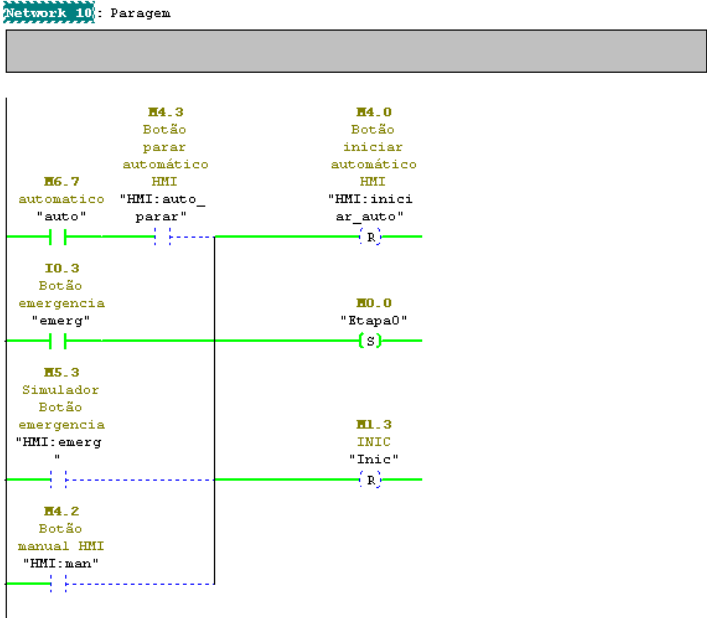 Network 10: Paragem
M4.3
Botão
parar
automático
HMI
"HMI:auto_
parar"
M4.0
Botão
iniciar
automático
HMI
"HMI:inici
ar_auto"
M6.7
automatico
"auto"
R
I0.3
Botão
emergencia
"emerg"
M0.0
"Etapa0"
S
M5.3
Simulador
Botão
emergencia
"HMI:emerg
"
M1.3
INIC
"Inic"
R
M4.2
Botão
manual HMI
"HMI:man"